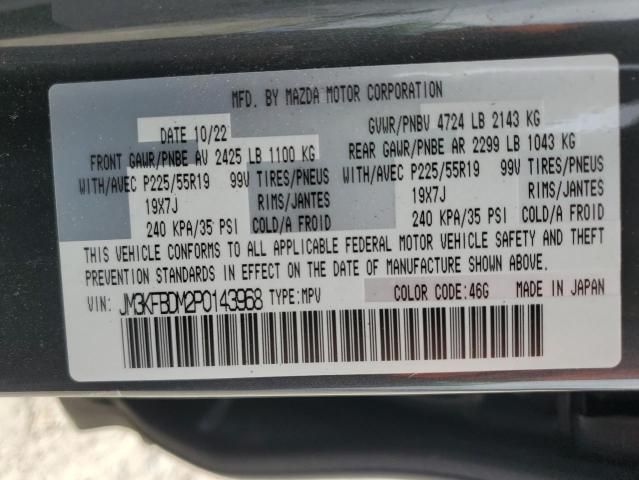 MFD. BY MAZDA MOTOR CORPORATION
DATE 10/22 GVWR/PNBV 4724 LB 2143 KG
FRONT GAWR/PNBE AV 2425 LB 1100 KG REAR GAWR/PNBE AR 2299 LB 1043 KG
WITH/AVEC P225/55R19 99V TIRES/PNEUS WITH/AVEC P225/55R19 99V TIRES/PNEUS
19X7J RIMS/JANTES 19X7J RIMS/JANTES
240 KPA/35 PSI COLD/A FROID 240 KPA/35 PSI COLD/A FROID
THIS VEHICLE CONFORMS TO ALL APPLICABLE FEDERAL MOTOR VEHICLE SAFETY AND THEFT
PREVENTION STANDARDS IN EFFECT ON THE DATE OF MANUFACTURE SHOWN ABOVE.
VIN: JM3KFBDM2P0143968 TYPE:MPV COLOR CODE:46G MADE IN JAPAN